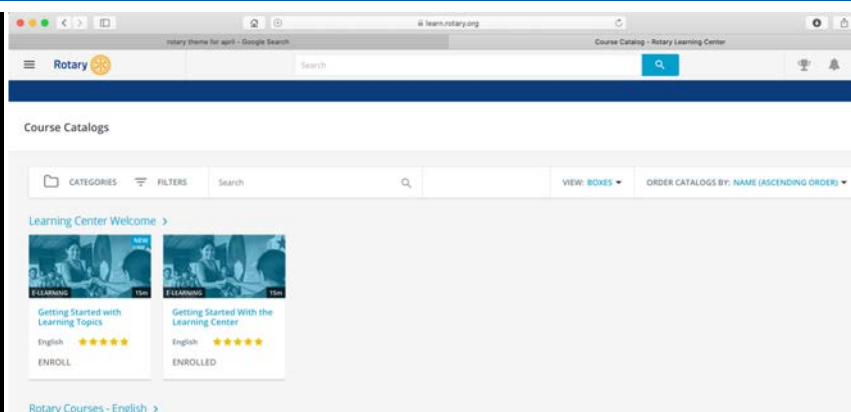 learn.rotary.org
rotary theme for april - Google Search
Course Catalog - Rotary Learning Center
Rotary
Search
Course Catalogs
CATEGORIES
FILTERS
Search
VIEW: BOXES
ORDER CATALOGS BY: NAME (ASCENDING ORDER)
Learning Center Welcome >
NEW
E-LEARNING 15m
E-LEARNING 15m
Getting Started with
Learning Topics
English
ENROLL
Getting Started With the
Learning Center
English
ENROLLED
Rotary Courses - English >